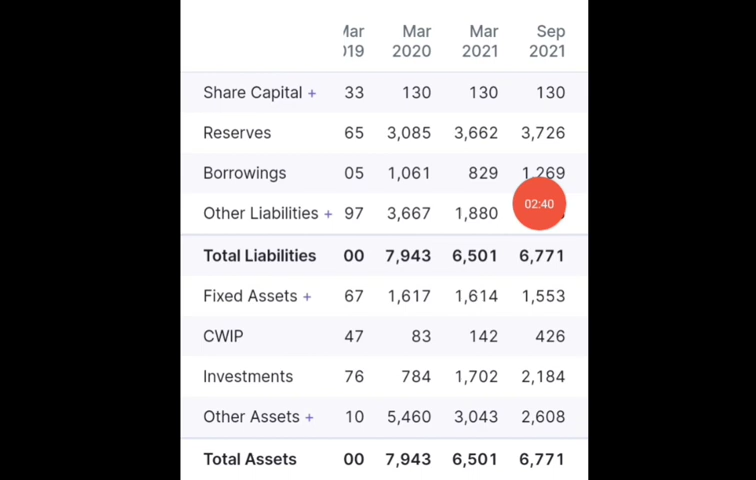 Mar Mar Sep
2020 2021 2021
Share Capital + 33 130 130 130
Reserves 65 3,085 3,662 3,726
Borrowings 05 1,061 829 1,269
02:40
Other Liabilities + 97 3,667 1,880
Total Liabilities 00 7,943 6,501 6,771
Fixed Assets + 67 1,617 1,614 1,553
CWIP 47 83 142 426
Investments 76 784 1,702 2,184
Other Assets + 10 5,460 3,043 2,608
Total Assets 00 7,943 6,501 6,771